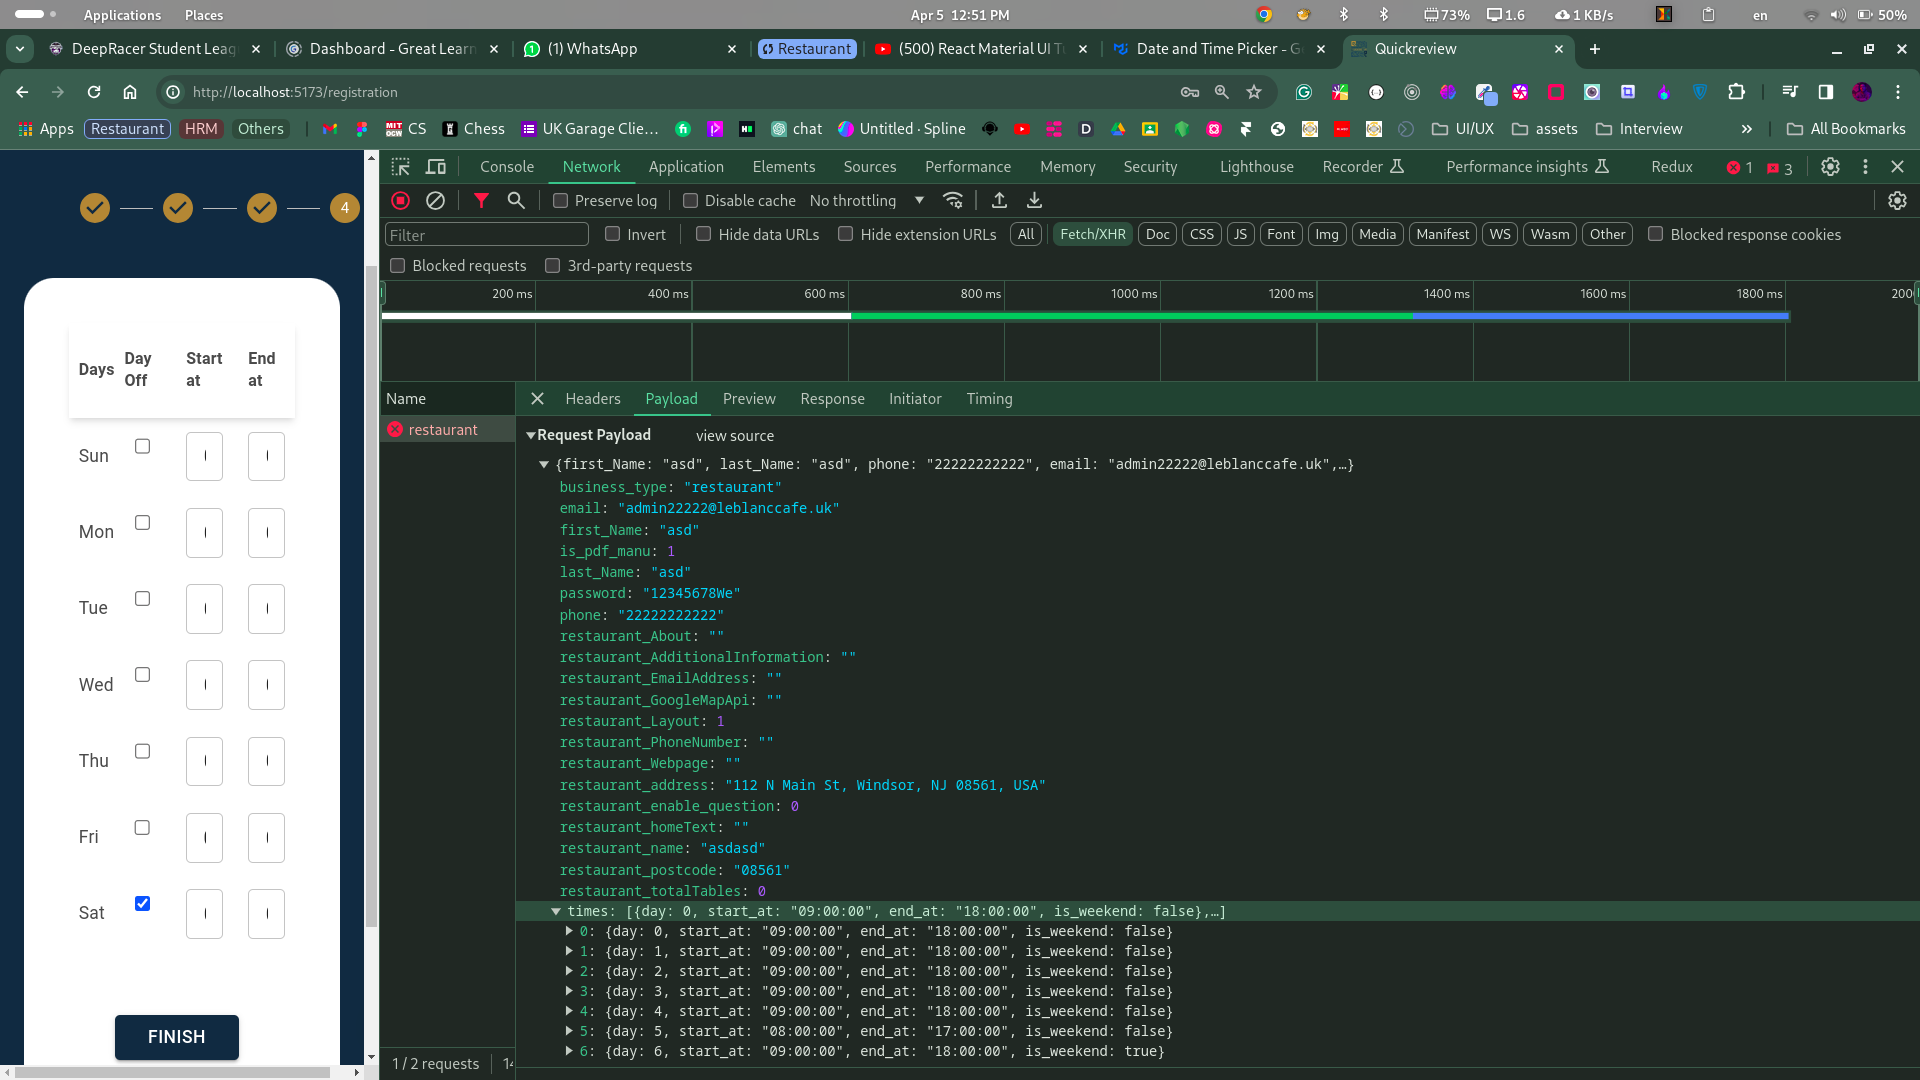 Applications Places
Apr 5 12:51 PM
73% 1.6 1 KB/s en 50%
DeepRacer Student Leag
Dashboard - Great Learn
(1) WhatsApp
Restaurant
(500) React Material UI Tu
Date and Time Picker - G
Quickreview
http://localhost:5173/registration
Apps Restaurant HRM Others CS Chess UK Garage Clie... chat Untitled · Spline UI/UX assets Interview » All Bookmarks
4
Days Day Off Start at End at
Sun
Mon
Tue
Wed
Thu
Fri
Sat
FINISH
Console Network Application Elements Sources Performance Memory Security Lighthouse Recorder Performance insights Redux 1 3
Preserve log Disable cache No throttling
Filter Invert Hide data URLs Hide extension URLs All Fetch/XHR Doc CSS JS Font Img Media Manifest WS Wasm Other Blocked response cookies
Blocked requests 3rd-party requests
200 ms 400 ms 600 ms 800 ms 1000 ms 1200 ms 1400 ms 1600 ms 1800 ms 200
Name
restaurant
Headers Payload Preview Response Initiator Timing
Request Payload view source
{first_Name: "asd", last_Name: "asd", phone: "22222222222", email: "admin22222@leblanccafe.uk",…}
business_type: "restaurant"
email: "admin22222@leblanccafe.uk"
first_Name: "asd"
is_pdf_manu: 1
last_Name: "asd"
password: "12345678We"
phone: "22222222222"
restaurant_About: ""
restaurant_AdditionalInformation: ""
restaurant_EmailAddress: ""
restaurant_GoogleMapApi: ""
restaurant_Layout: 1
restaurant_PhoneNumber: ""
restaurant_Webpage: ""
restaurant_address: "112 N Main St, Windsor, NJ 08561, USA"
restaurant_enable_question: 0
restaurant_homeText: ""
restaurant_name: "asdasd"
restaurant_postcode: "08561"
restaurant_totalTables: 0
times: [{day: 0, start_at: "09:00:00", end_at: "18:00:00", is_weekend: false},…]
0: {day: 0, start_at: "09:00:00", end_at: "18:00:00", is_weekend: false}
1: {day: 1, start_at: "09:00:00", end_at: "18:00:00", is_weekend: false}
2: {day: 2, start_at: "09:00:00", end_at: "18:00:00", is_weekend: false}
3: {day: 3, start_at: "09:00:00", end_at: "18:00:00", is_weekend: false}
4: {day: 4, start_at: "09:00:00", end_at: "18:00:00", is_weekend: false}
5: {day: 5, start_at: "08:00:00", end_at: "17:00:00", is_weekend: false}
6: {day: 6, start_at: "09:00:00", end_at: "18:00:00", is_weekend: true}
1 / 2 requests